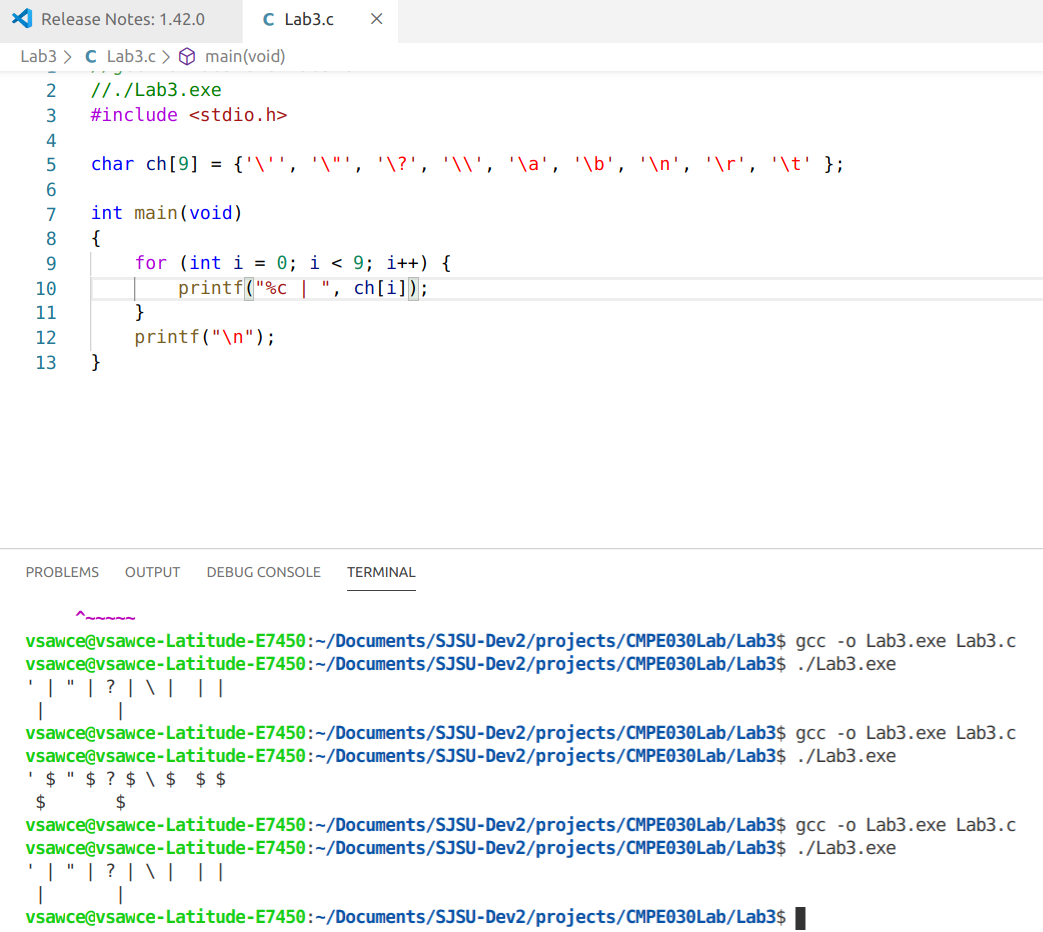 Release Notes: 1.42.0
C Lab3.c ×
Lab3 > C Lab3.c > main(void)
2 //./Lab3.exe
3 #include <stdio.h>
4
5 char ch[9] = {'\'', '\"', '\?', '\\', '\a', '\b', '\n', '\r', '\t' };
6
7 int main(void)
8 {
9     for (int i = 0; i < 9; i++) {
10         printf("%c | ", ch[i]);
11     }
12     printf("\n");
13 }
PROBLEMS OUTPUT DEBUG CONSOLE TERMINAL
     ^~~~~~
vsawce@vsawce-Latitude-E7450:~/Documents/SJSU-Dev2/projects/CMPE030Lab/Lab3$ gcc -o Lab3.exe Lab3.c
vsawce@vsawce-Latitude-E7450:~/Documents/SJSU-Dev2/projects/CMPE030Lab/Lab3$ ./Lab3.exe
' | " | ? | \ |  | |
 |       |
vsawce@vsawce-Latitude-E7450:~/Documents/SJSU-Dev2/projects/CMPE030Lab/Lab3$ gcc -o Lab3.exe Lab3.c
vsawce@vsawce-Latitude-E7450:~/Documents/SJSU-Dev2/projects/CMPE030Lab/Lab3$ ./Lab3.exe
' $ " $ ? $ \ $  $ $
 $       $
vsawce@vsawce-Latitude-E7450:~/Documents/SJSU-Dev2/projects/CMPE030Lab/Lab3$ gcc -o Lab3.exe Lab3.c
vsawce@vsawce-Latitude-E7450:~/Documents/SJSU-Dev2/projects/CMPE030Lab/Lab3$ ./Lab3.exe
' | " | ? | \ |  | |
 |       |
vsawce@vsawce-Latitude-E7450:~/Documents/SJSU-Dev2/projects/CMPE030Lab/Lab3$